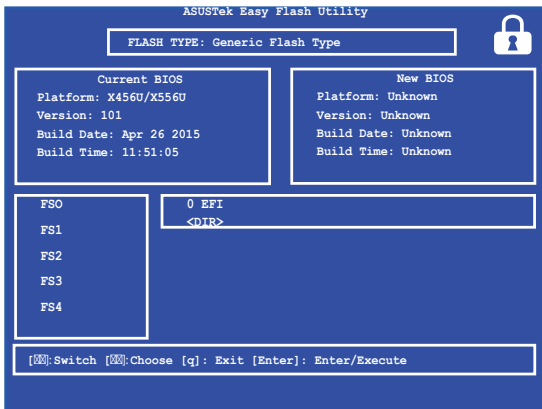 ASUSTek Easy Flash Utility
FLASH TYPE: Generic Flash Type
Current BIOS
Platform: X456U/X556U
Version: 101
Build Date: Apr 26 2015
Build Time: 11:51:05
New BIOS
Platform: Unknown
Version: Unknown
Build Date: Unknown
Build Time: Unknown
FSO
FS1
FS2
FS3
FS4
0 EFI
<DIR>
[]:Switch []:Choose [q]: Exit [Enter]: Enter/Execute